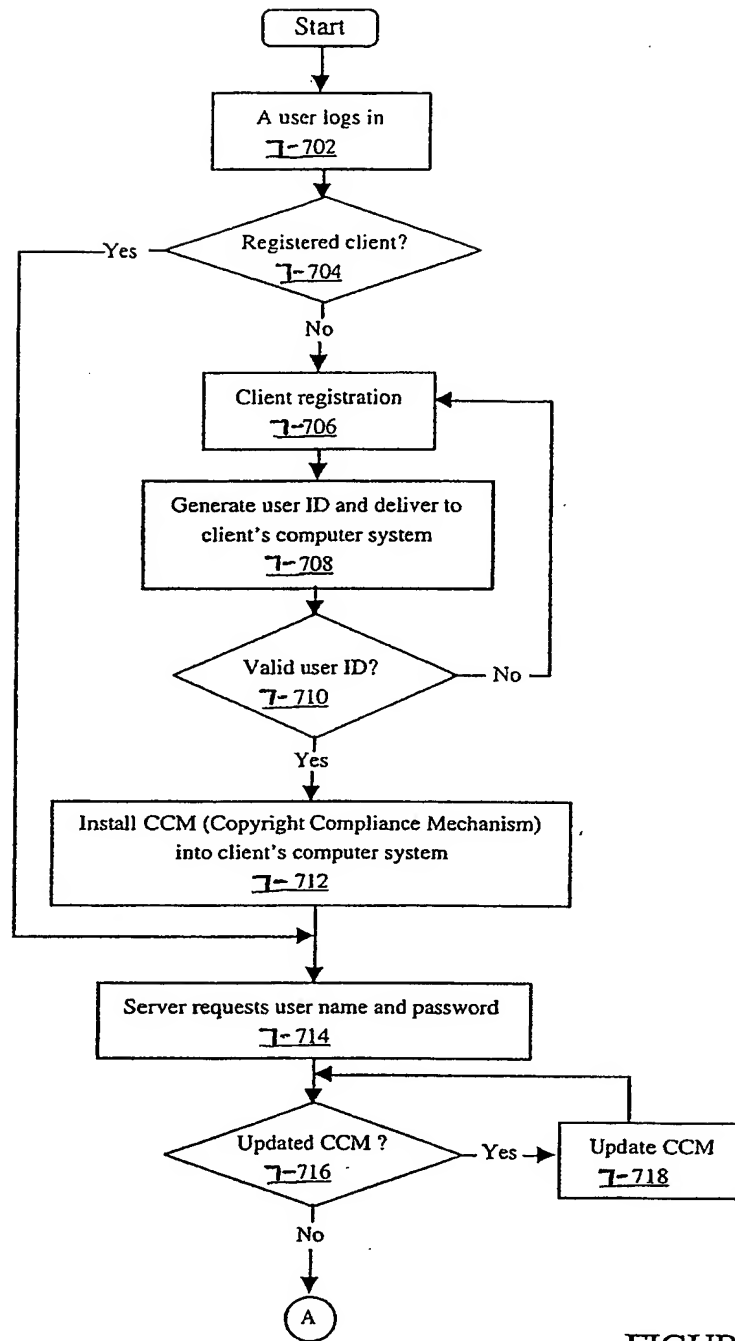 Start
A user logs in
7-702
Yes
Registered client?
7-704
No
Client registration
7-706
Generate user ID and deliver to
client's computer system
7-708
Valid user ID?
7-710
No
Yes
Install CCM (Copyright Compliance Mechanism)
into client's computer system
7-712
Server requests user name and password
7-714
Updated CCM ?
7-716
Yes
Update CCM
7-718
No
A
FIGUR